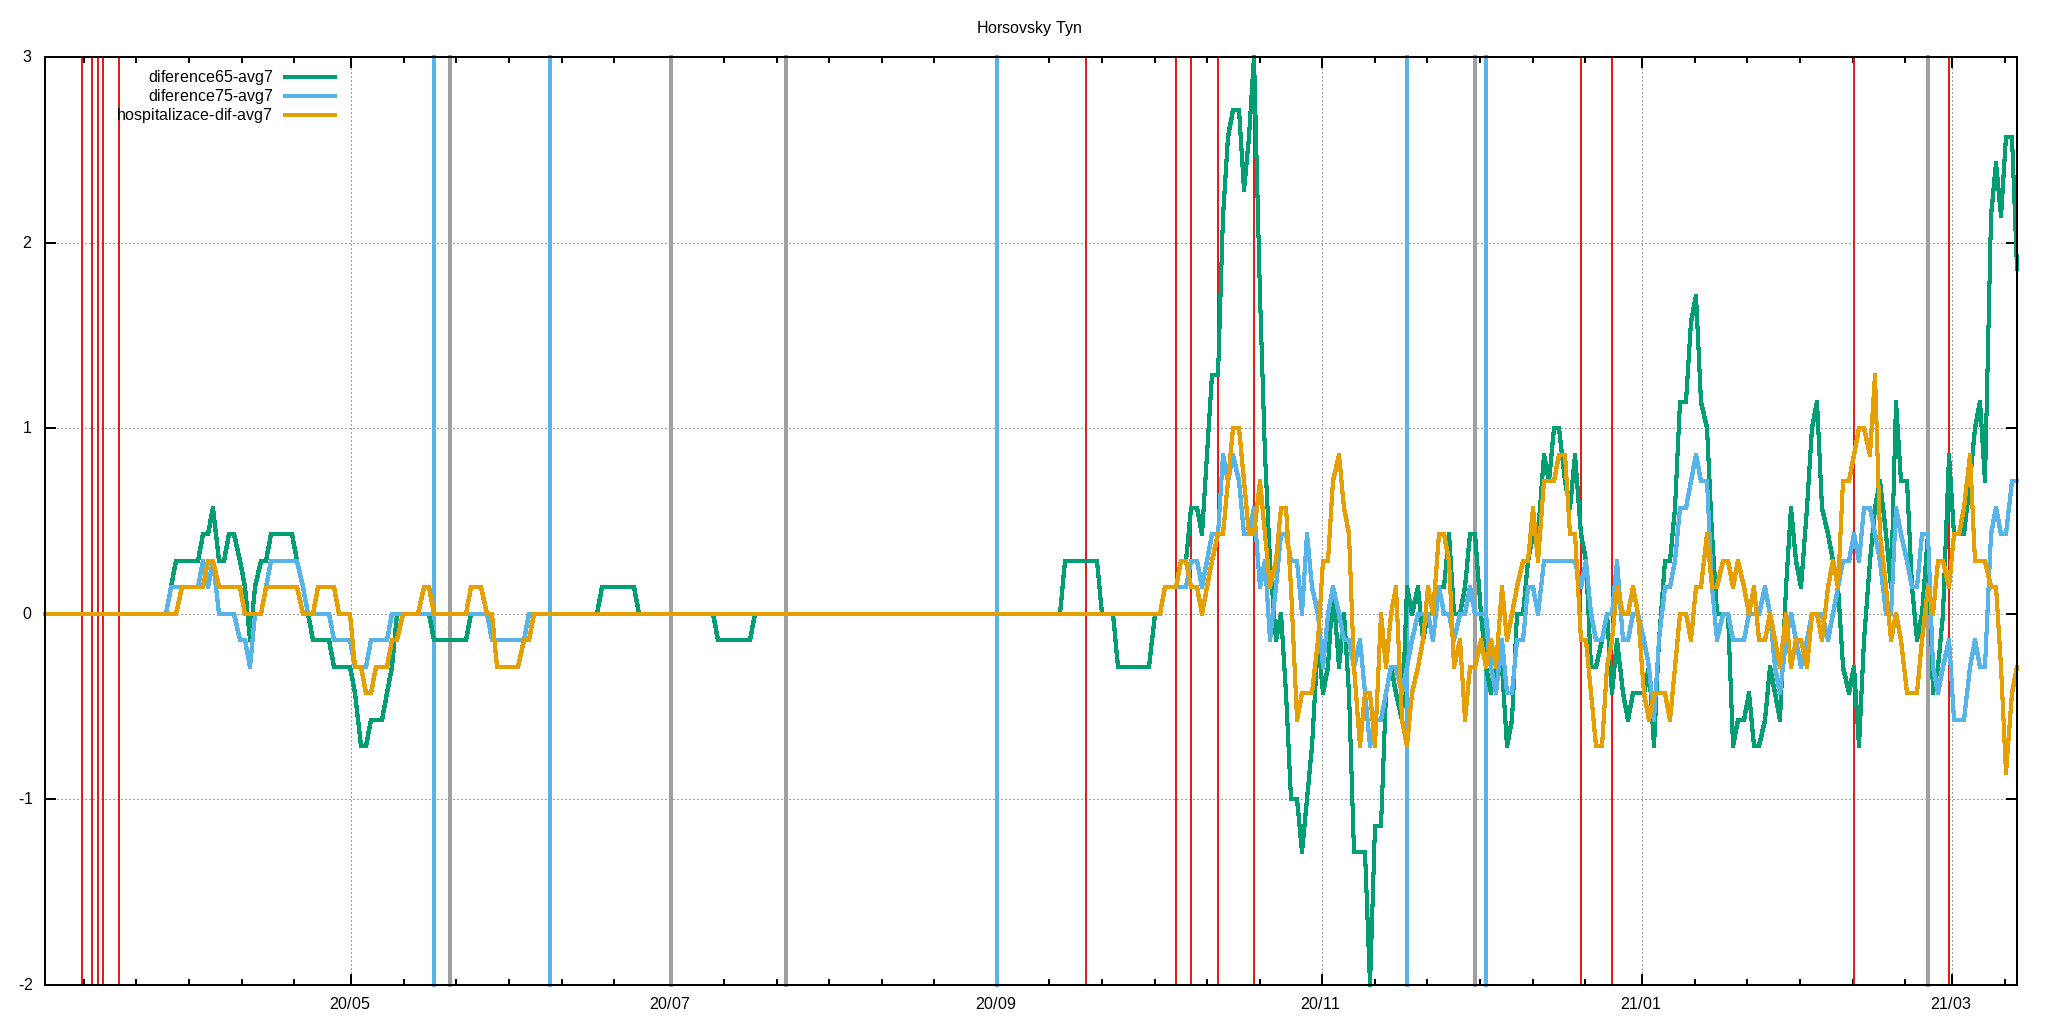 Horsovsky Tyn
3
diference65-avg7
diference75-avg7
hospitalizace-dif-avg7
2
1
0
-1
-2
20/05 20/07 20/09 20/11 21/01 21/03